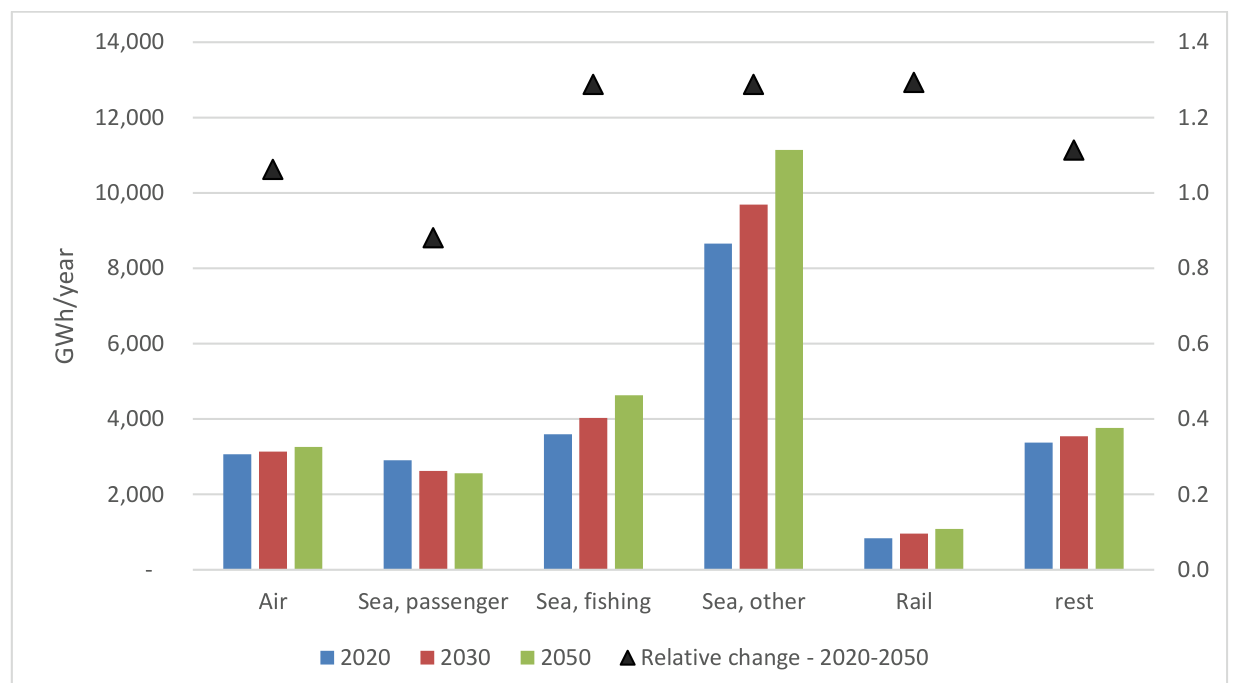 14,000
12,000
10,000
8,000
6,000
4,000
2,000
-
GWh/year
1.4
1.2
1.0
0.8
0.6
0.4
0.2
0.0
Air
Sea, passenger
Sea, fishing
Sea, other
Rail
rest
2020
2030
2050
Relative change - 2020-2050